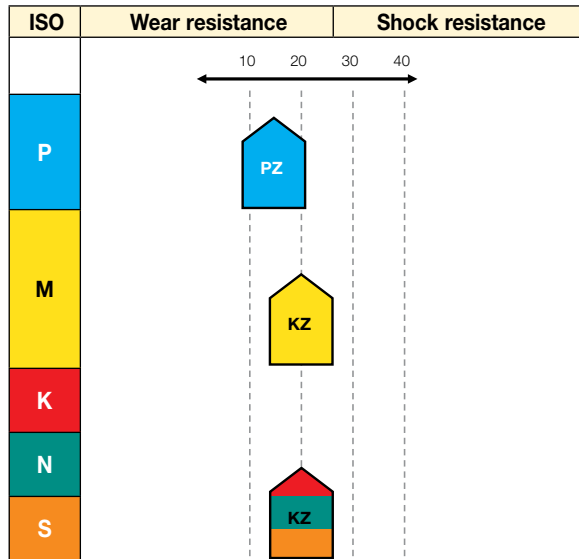 ISO Wear resistance Shock resistance
10 20 30 40
P
PZ
M
KZ
K
N
KZ
S